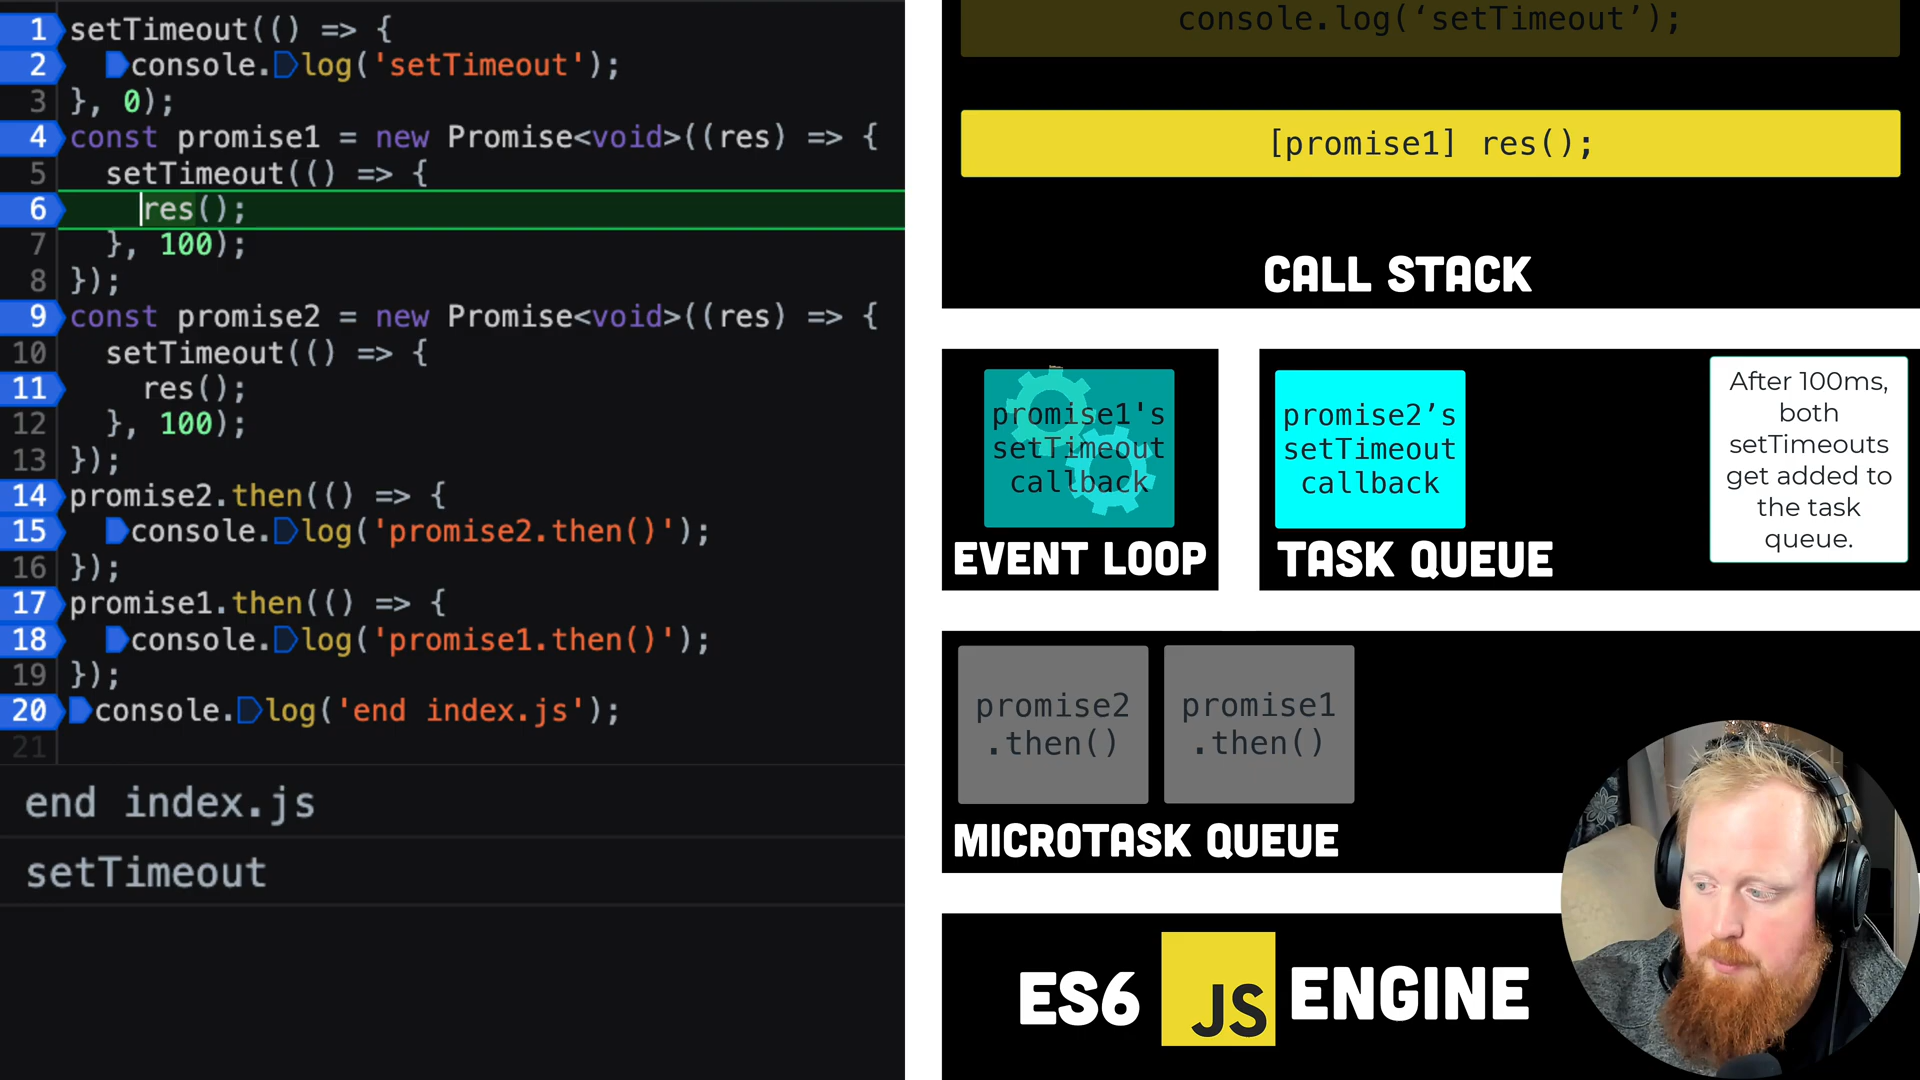 1 setTimeout(() => {
2 console.log('setTimeout');
3 }, 0);
4 const promise1 = new Promise<void>((res) => {
5 setTimeout(() => {
6 res();
7 }, 100);
8 });
9 const promise2 = new Promise<void>((res) => {
10 setTimeout(() => {
11 res();
12 }, 100);
13 });
14 promise2.then(() => {
15 console.log('promise2.then()');
16 });
17 promise1.then(() => {
18 console.log('promise1.then()');
19 });
20 console.log('end index.js');
21
end index.js
setTimeout
console.log(‘setTimeout’);
[promise1] res();
CALL STACK
promise1's
setTimeout
callback
EVENT LOOP
promise2’s
setTimeout
callback
TASK QUEUE
After 100ms,
both
setTimeouts
get added to
the task
queue.
promise2
.then()
promise1
.then()
MICROTASK QUEUE
ES6 JS ENGINE